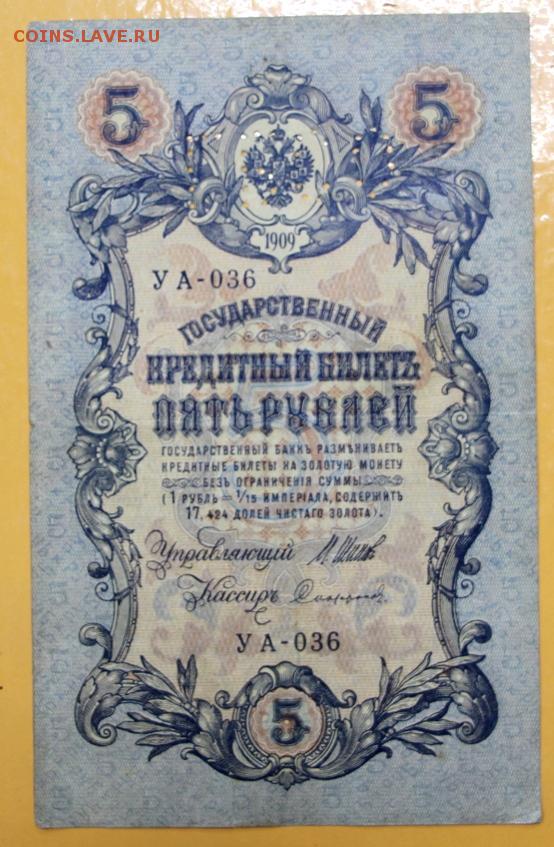 COINS.LAVE.RU
5 5
1909
УА-036
ГОСУДАРСТВЕННЫЙ
КРЕДИТНЫЙ БИЛЕТЪ
ПЯТЬ РУБЛЕЙ
ГОСУДАРСТВЕННЫЙ БАНКЪ РАЗМѢНИВАЕТЪ
КРЕДИТНЫЕ БИЛЕТЫ НА ЗОЛОТУЮ МОНЕТУ
БЕЗЪ ОГРАНИЧЕНІЯ СУММЫ
(1 РУБЛЬ = 1/15 ИМПЕРІАЛА, СОДЕРЖИТЪ
17,424 ДОЛЕЙ ЧИСТАГО ЗОЛОТА).
Управляющій И. Шипов
Кассиръ
УА-036
5